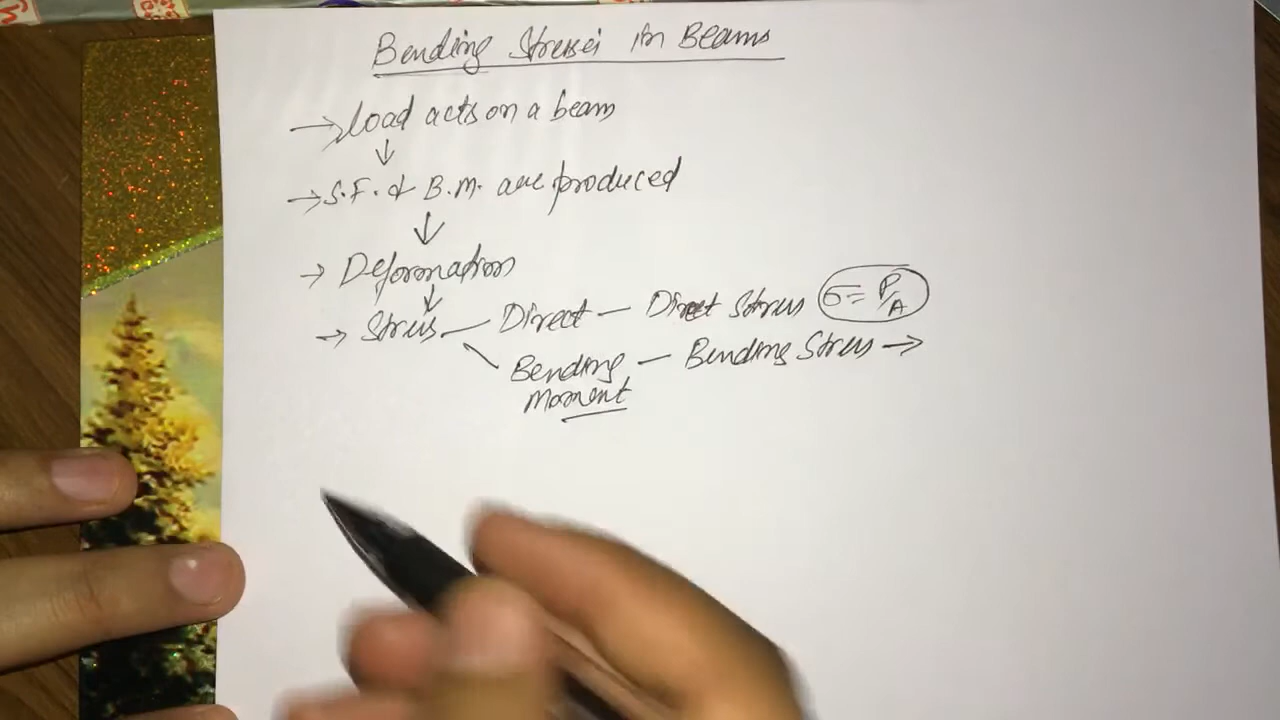 Bending Stresses in Beams
→ load acts on a beam
↓
→ S.F. & B.M. are produced
↓
→ Deformation
↓
→ Stress — Direct — Direct Stress σ = P/A
Bending Moment — Bending Stress →